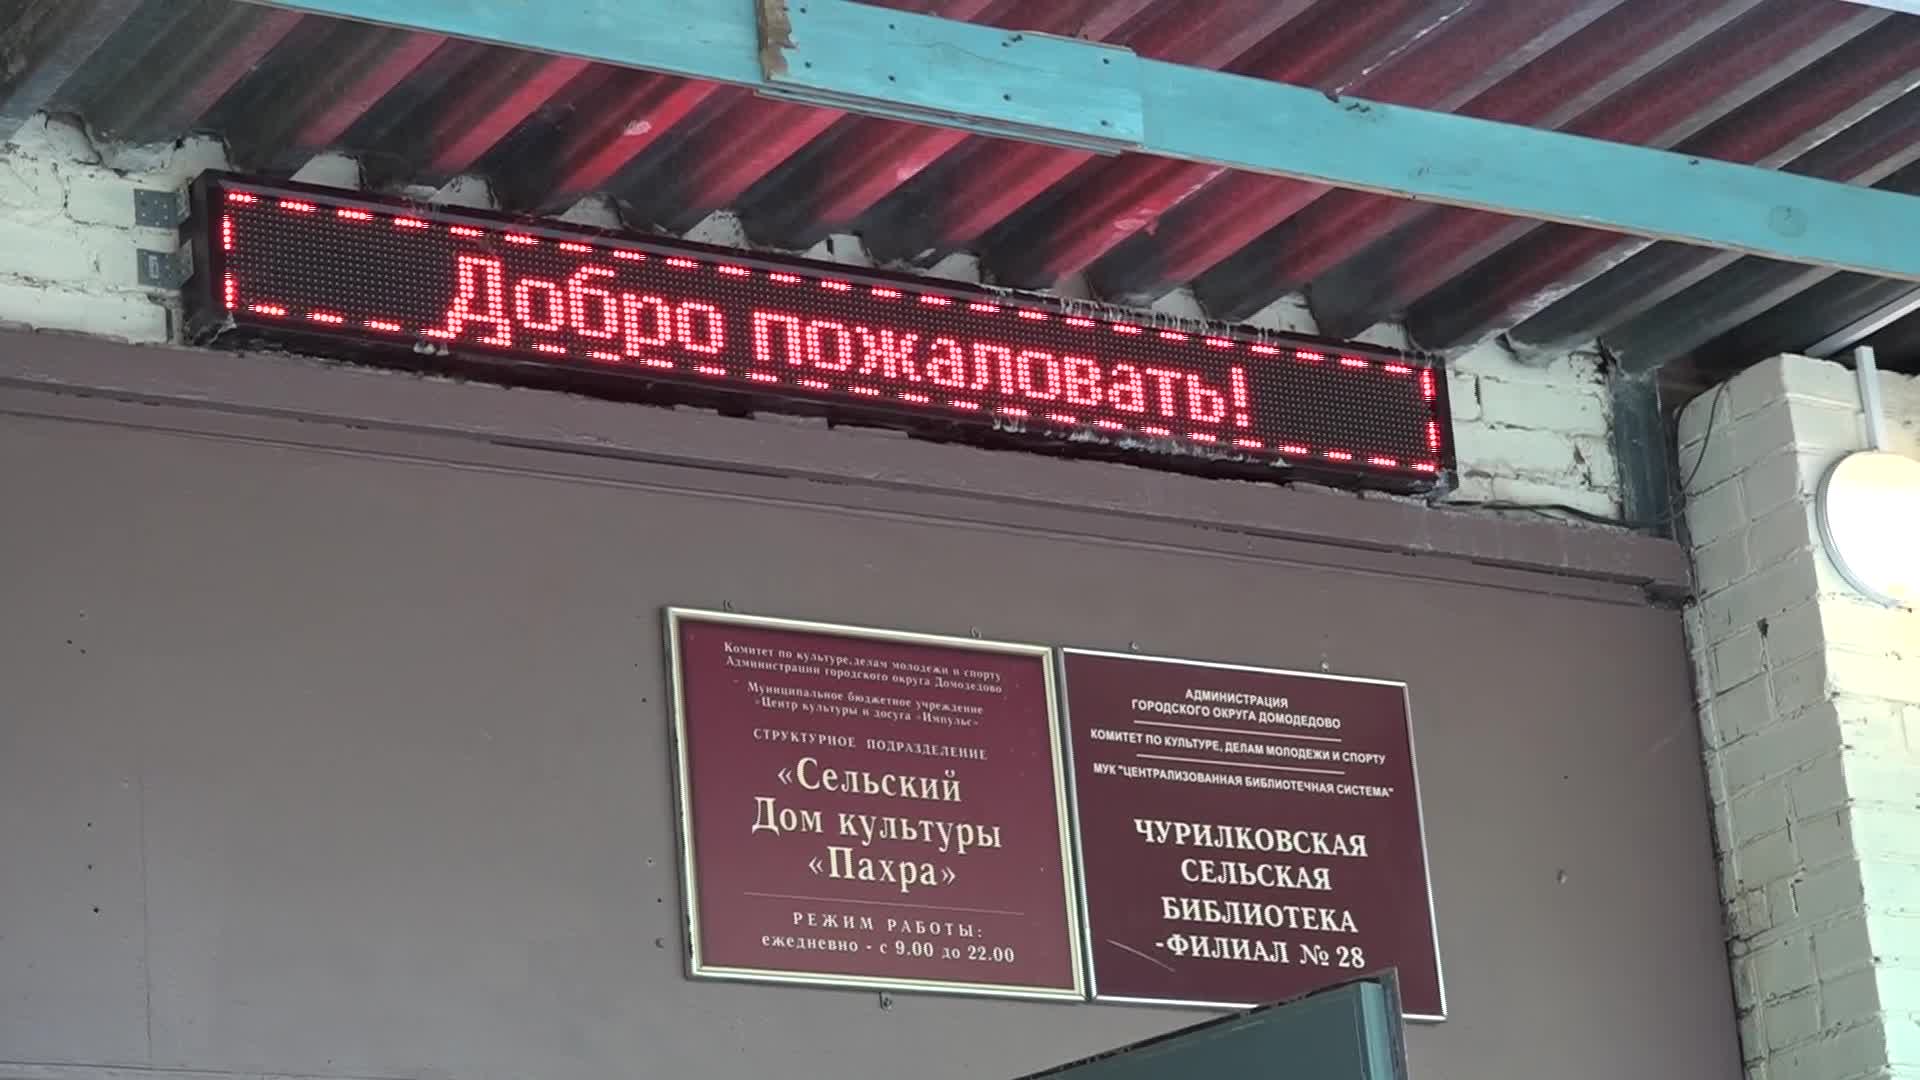 Добро пожаловать!
Комитет по культуре,делам молодежи и спорту
Администрации городского округа Домодедово
Муниципальное бюджетное учреждение
«Центр культуры и досуга «Импульс»
СТРУКТУРНОЕ ПОДРАЗДЕЛЕНИЕ
«Сельский
Дом культуры
«Пахра»
РЕЖИМ РАБОТЫ:
ежедневно - с 9.00 до 22.00
АДМИНИСТРАЦИЯ
ГОРОДСКОГО ОКРУГА ДОМОДЕДОВО
КОМИТЕТ ПО КУЛЬТУРЕ, ДЕЛАМ МОЛОДЕЖИ И СПОРТУ
МУК "ЦЕНТРАЛИЗОВАННАЯ БИБЛИОТЕЧНАЯ СИСТЕМА"
ЧУРИЛКОВСКАЯ
СЕЛЬСКАЯ
БИБЛИОТЕКА
-ФИЛИАЛ № 28